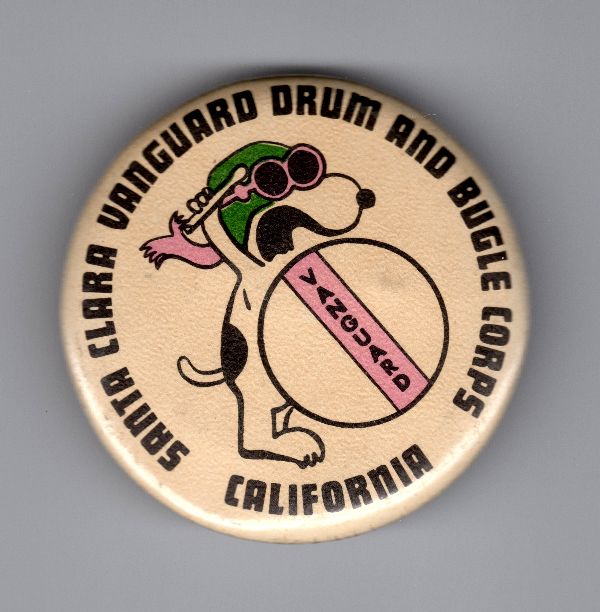 SANTA CLARA VANGUARD DRUM AND BUGLE CORPS
VANGUARD
CALIFORNIA